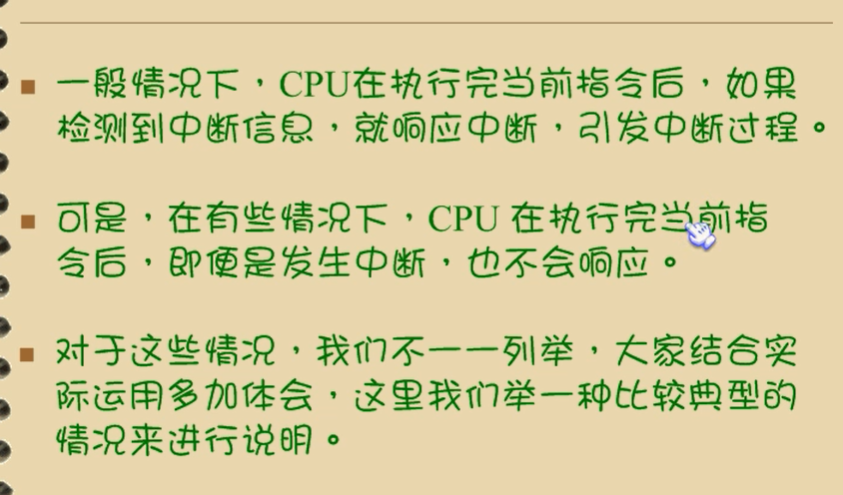 一般情况下，CPU在执行完当前指令后，如果
检测到中断信息，就响应中断，引发中断过程。
可是，在有些情况下，CPU 在执行完当前指
令后，即便是发生中断，也不会响应。
对于这些情况，我们不一一列举，大家结合实
际运用多加体会，这里我们举一种比较典型的
情况来进行说明。